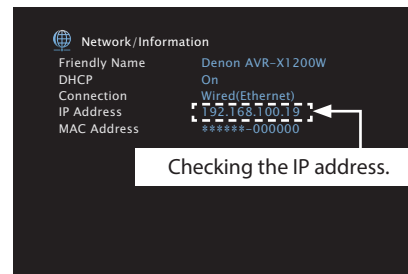 Network/Information
Friendly Name Denon AVR-X1200W
DHCP On
Connection Wired(Ethernet)
IP Address 192.168.100.19
MAC Address ******-000000
Checking the IP address.